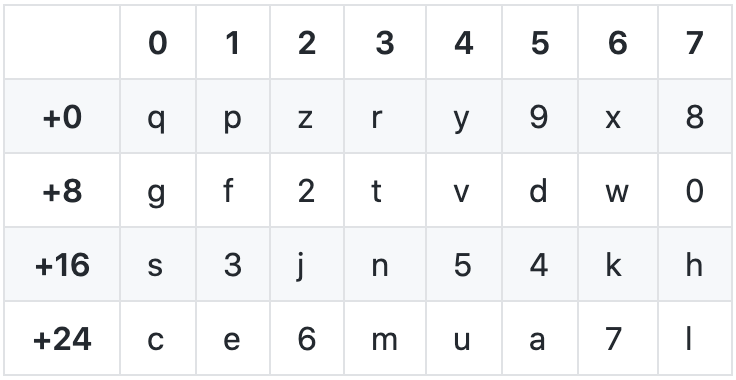 0 1 2 3 4 5 6 7
+0 q p z r y 9 x 8
+8 g f 2 t v d w 0
+16 s 3 j n 5 4 k h
+24 c e 6 m u a 7 l